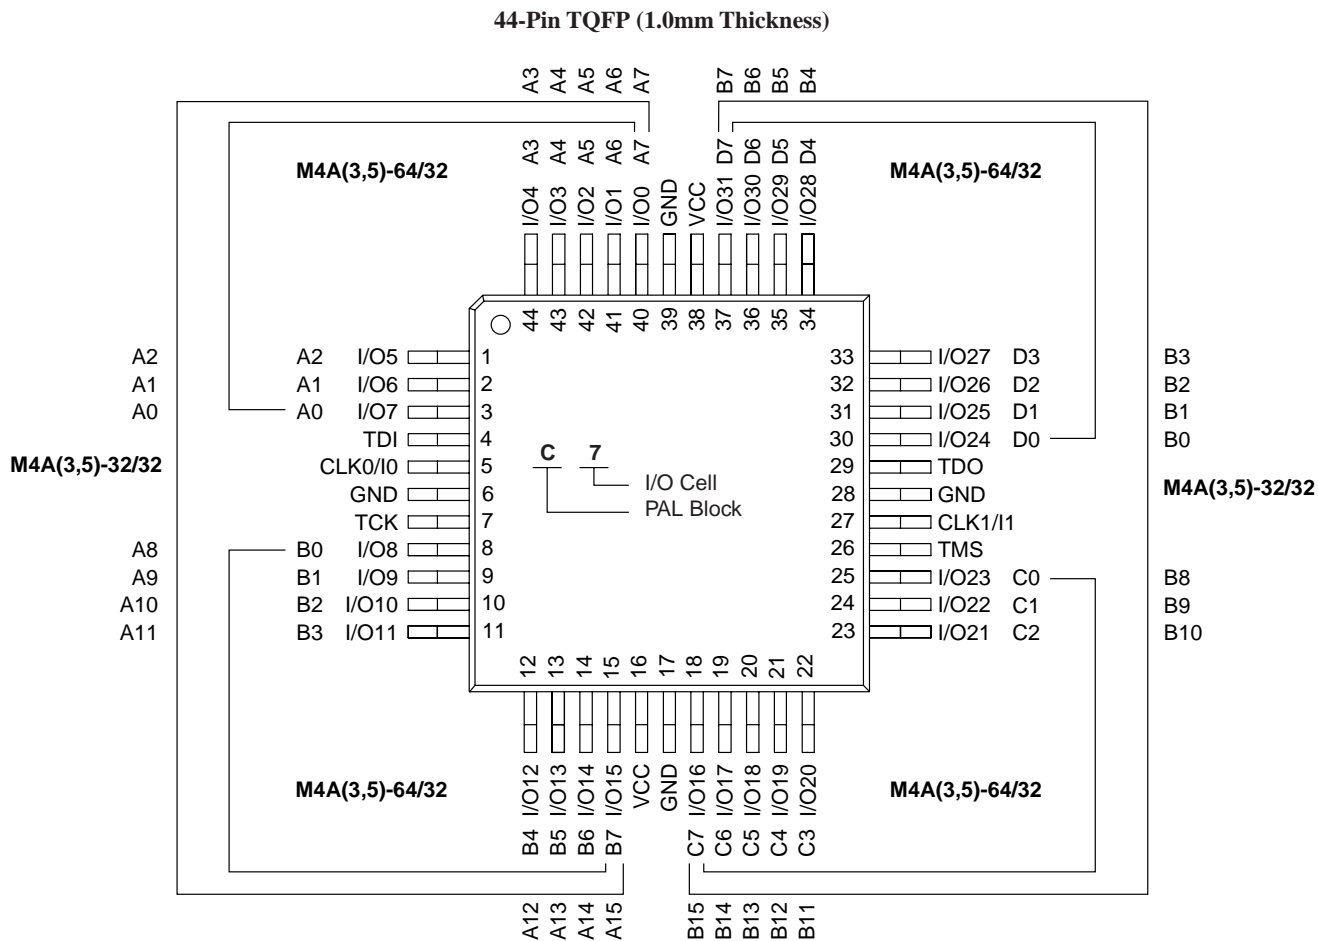 44-Pin TQFP (1.0mm Thickness)
A3 A4 A5 A6 A7 B7 B6 B5 B4
A3 A4 A5 A6 A7 D7 D6 D5 D4
M4A(3,5)-64/32 M4A(3,5)-64/32
I/O4 I/O3 I/O2 I/O1 I/O0 GND VCC I/O31 I/O30 I/O29 I/O28
44 43 42 41 40 39 38 37 36 35 34
A2 A2 I/O5 1 33 I/O27 D3 B3
A1 A1 I/O6 2 32 I/O26 D2 B2
A0 A0 I/O7 3 31 I/O25 D1 B1
TDI 4 30 I/O24 D0 B0
M4A(3,5)-32/32 CLK0/I0 5 C 7 29 TDO
I/O Cell
GND 6 28 GND M4A(3,5)-32/32
PAL Block
TCK 7 27 CLK1/I1
A8 B0 I/O8 8 26 TMS
A9 B1 I/O9 9 25 I/O23 C0 B8
A10 B2 I/O10 10 24 I/O22 C1 B9
A11 B3 I/O11 11 23 I/O21 C2 B10
12 13 14 15 16 17 18 19 20 21 22
I/O12 I/O13 I/O14 I/O15 VCC GND I/O16 I/O17 I/O18 I/O19 I/O20
M4A(3,5)-64/32 M4A(3,5)-64/32
B4 B5 B6 B7 C7 C6 C5 C4 C3
A12 A13 A14 A15 B15 B14 B13 B12 B11